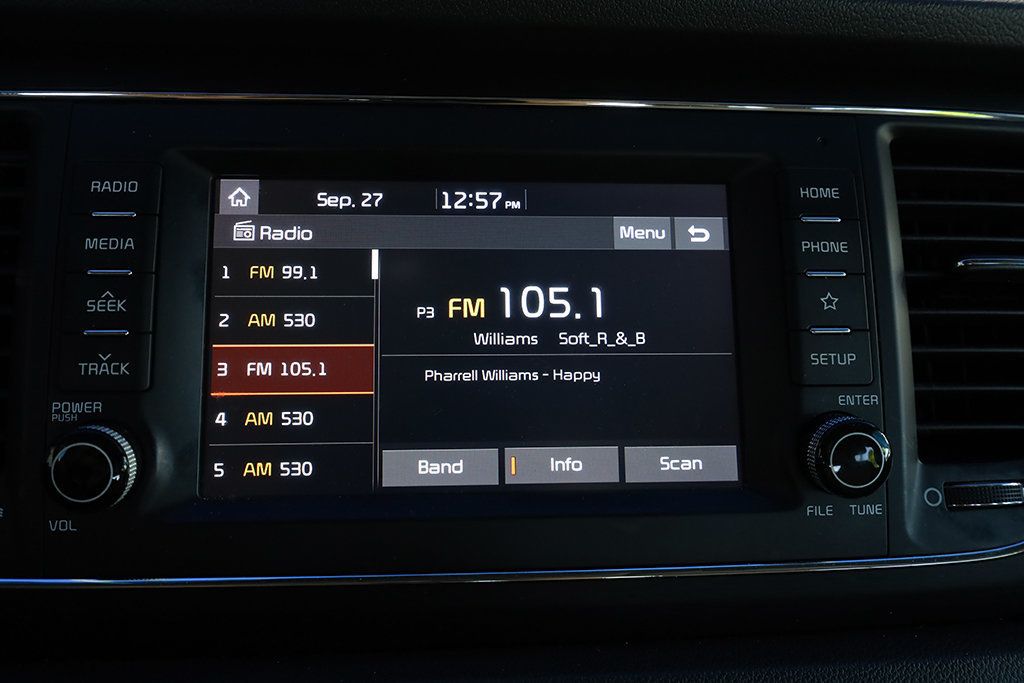 RADIO
MEDIA
SEEK
TRACK
POWER
PUSH
VOL
Sep. 27 12:57 PM
Radio Menu
1 FM 99.1
2 AM 530
3 FM 105.1
4 AM 530
5 AM 530
P3 FM 105.1
Williams Soft_R_&_B
Pharrell Williams - Happy
Band Info Scan
HOME
PHONE
SETUP
ENTER
FILE TUNE